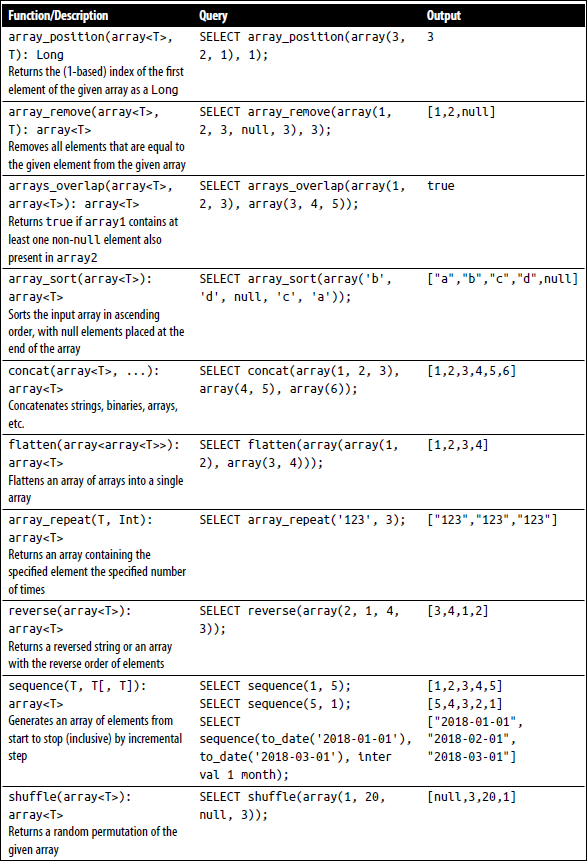 Function/Description Query Output
array_position(array<T>, SELECT array_position(array(3, 3
T): Long 2, 1), 1);
Returns the (1-based) index of the first
element of the given array as a Long
array_remove(array<T>, SELECT array_remove(array(1, [1,2,null]
T): array<T> 2, 3, null, 3), 3);
Removes all elements that are equal to
the given element from the given array
arrays_overlap(array<T>, SELECT arrays_overlap(array(1, true
array<T>): array<T> 2, 3), array(3, 4, 5));
Returns true if array1 contains at
least one non-null element also
present in array2
array_sort(array<T>): SELECT array_sort(array('b', ["a","b","c","d",null]
array<T> 'd', null, 'c', 'a'));
Sorts the input array in ascending
order, with null elements placed at the
end of the array
concat(array<T>, ...): SELECT concat(array(1, 2, 3), [1,2,3,4,5,6]
array<T> array(4, 5), array(6));
Concatenates strings, binaries, arrays,
etc.
flatten(array<array<T>>): SELECT flatten(array(array(1, [1,2,3,4]
array<T> 2), array(3, 4)));
Flattens an array of arrays into a single
array
array_repeat(T, Int): SELECT array_repeat('123', 3); ["123","123","123"]
array<T>
Returns an array containing the
specified element the specified number
of times
reverse(array<T>): SELECT reverse(array(2, 1, 4, [3,4,1,2]
array<T> 3));
Returns a reversed string or an array
with the reverse order of elements
sequence(T, T[, T]): SELECT sequence(1, 5); [1,2,3,4,5]
array<T> SELECT sequence(5, 1); [5,4,3,2,1]
Generates an array of elements from SELECT ["2018-01-01",
start to stop (inclusive) by incremental sequence(to_date('2018-01-01'), "2018-02-01",
step to_date('2018-03-01'), inter "2018-03-01"]
val 1 month);
shuffle(array<T>): SELECT shuffle(array(1, 20, [null,3,20,1]
array<T> null, 3));
Returns a random permutation of the
given array